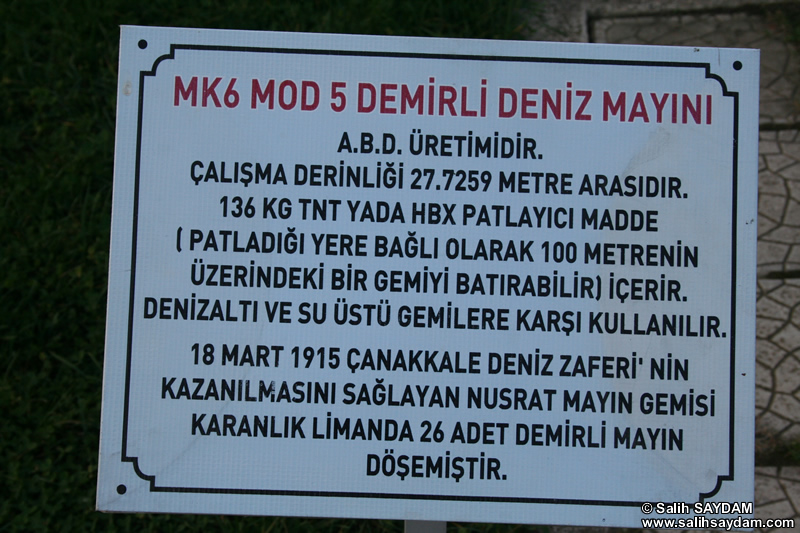 MK6 MOD 5 DEMİRLİ DENİZ MAYINI
A.B.D. ÜRETİMİDİR.
ÇALIŞMA DERİNLİĞİ 27.7259 METRE ARASIDIR.
136 KG TNT YADA HBX PATLAYICI MADDE
( PATLADIĞI YERE BAĞLI OLARAK 100 METRENİN
ÜZERİNDEKİ BİR GEMİYİ BATIRABİLİR) İÇERİR.
DENİZALTI VE SU ÜSTÜ GEMİLERE KARŞI KULLANILIR.
18 MART 1915 ÇANAKKALE DENİZ ZAFERİ' NİN
KAZANILMASINI SAĞLAYAN NUSRAT MAYIN GEMİSİ
KARANLIK LİMANDA 26 ADET DEMİRLİ MAYIN
DÖŞEMİŞTİR.
© Salih SAYDAM
www.salihsaydam.com